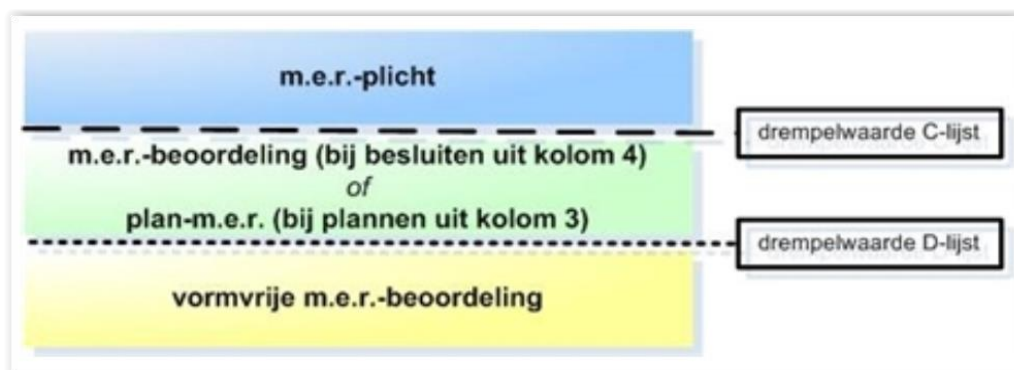 m.e.r.-plicht
drempelwaarde C-lijst
m.e.r.-beoordeling (bij besluiten uit kolom 4)
of
plan-m.e.r. (bij plannen uit kolom 3)
drempelwaarde D-lijst
vormvrije m.e.r.-beoordeling